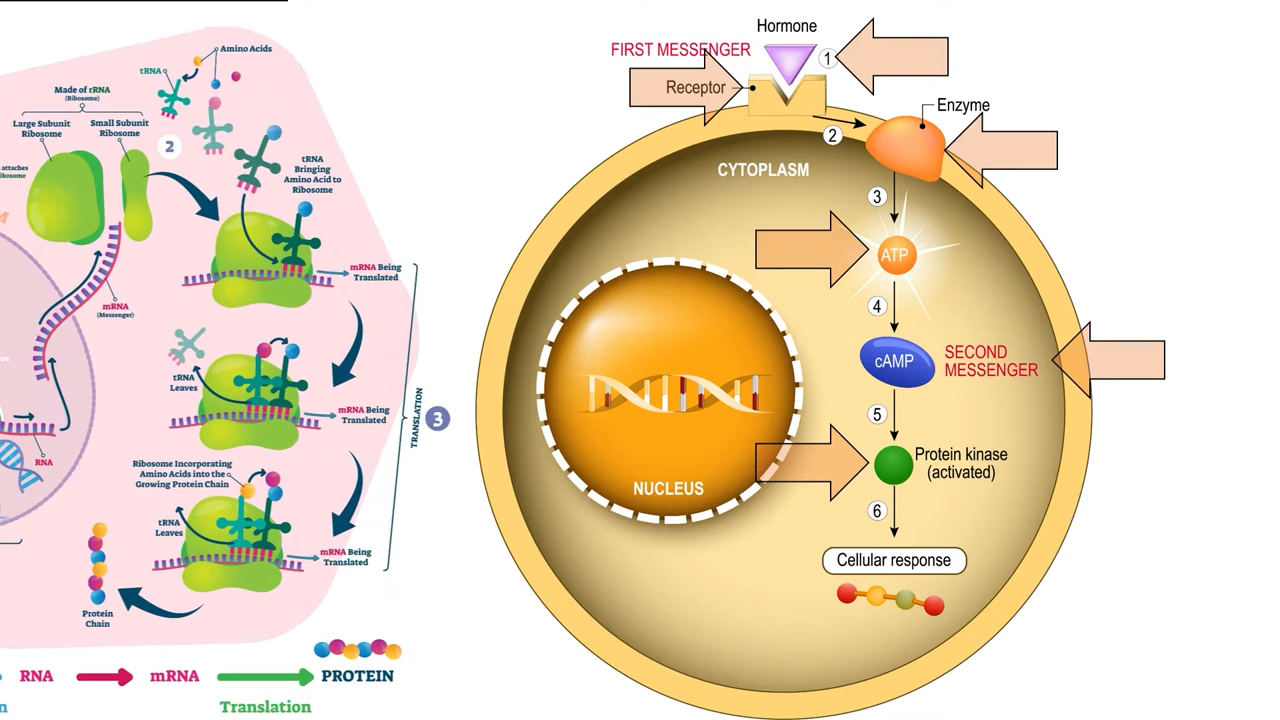 Amino Acids
tRNA
Made of rRNA
(Ribosome)
Large Subunit
Ribosome
Small Subunit
Ribosome
2
attaches
tRNA
Bringing
Amino Acid to
Ribosome
mRNA Being
Translated
mRNA
(Messenger)
tRNA
Leaves
mRNA Being
Translated
TRANSLATION
3
RNA
Ribosome Incorporating
Amino Acids into the
Growing Protein Chain
tRNA
Leaves
mRNA Being
Translated
Protein
Chain
RNA
mRNA
PROTEIN
Translation
Hormone
FIRST MESSENGER
1
Receptor
Enzyme
2
CYTOPLASM
3
ATP
4
cAMP
SECOND
MESSENGER
5
Protein kinase
(activated)
NUCLEUS
6
Cellular response